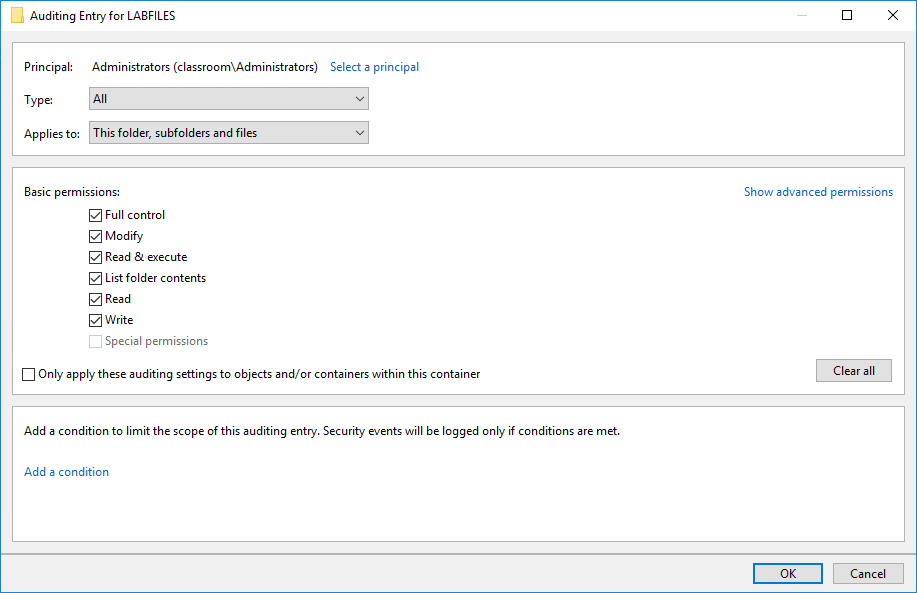 Auditing Entry for LABFILES
Principal: Administrators (classroom\Administrators) Select a principal
Type: All
Applies to: This folder, subfolders and files
Basic permissions: Show advanced permissions
Full control
Modify
Read & execute
List folder contents
Read
Write
Special permissions
Only apply these auditing settings to objects and/or containers within this container Clear all
Add a condition to limit the scope of this auditing entry. Security events will be logged only if conditions are met.
Add a condition
OK Cancel